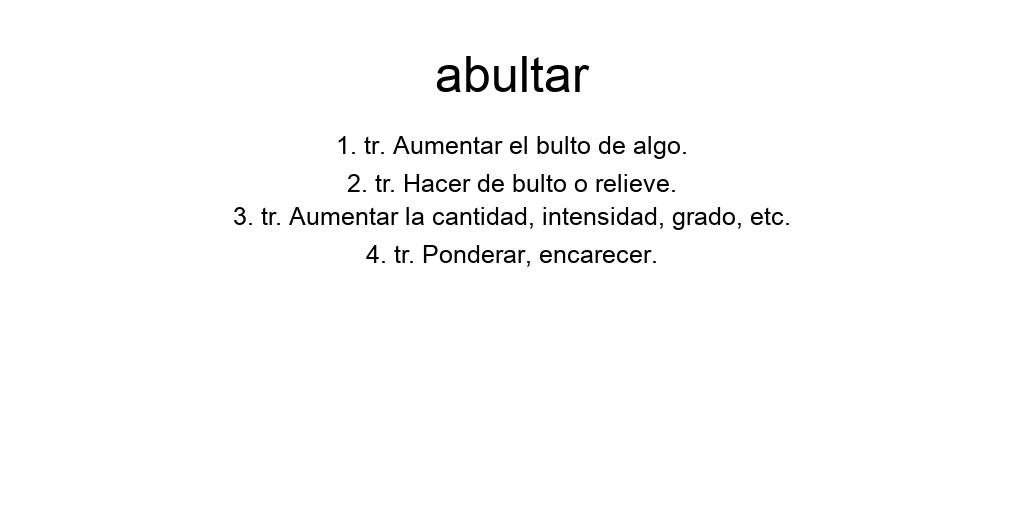 abultar
1. tr. Aumentar el bulto de algo.
2. tr. Hacer de bulto o relieve.
3. tr. Aumentar la cantidad, intensidad, grado, etc.
4. tr. Ponderar, encarecer.